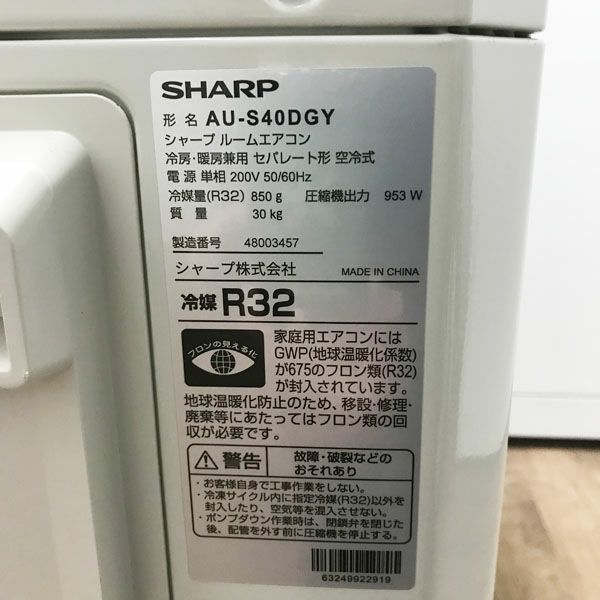 SHARP
形 名 AU-S40DGY
シャープ ルームエアコン
冷房・暖房兼用 セパレート形 空冷式
電 源 単相 200V 50/60Hz
冷媒量(R32) 850g 圧縮機出力 953 W
質 量 30 kg
製造番号 48003457
シャープ株式会社 MADE IN CHINA
冷媒 R32
フロンの見える化
家庭用エアコンには
GWP(地球温暖化係数)
が675のフロン類(R32)
が封入されています。
地球温暖化防止のため、移設・修理・
廃棄等にあたってはフロン類の回
収が必要です。
警告 故障・破裂などの
おそれあり
・お客様自身で工事作業をしない。
・冷凍サイクル内に指定冷媒(R32)以外を
封入したり、空気等を混入させない。
・ポンプダウン作業時は、閉鎖弁を閉じた
後、配管を外す前に圧縮機を停止する。
63249922919